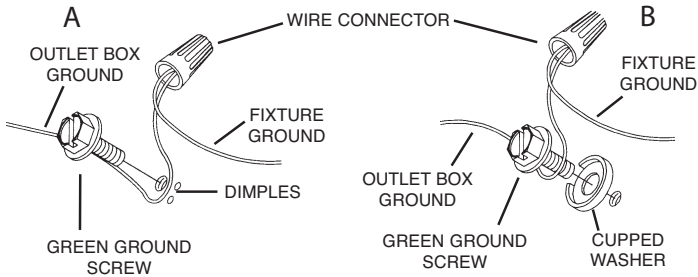 A
B
WIRE CONNECTOR
OUTLET BOX
GROUND
FIXTURE
GROUND
DIMPLES
GREEN GROUND
SCREW
FIXTURE
GROUND
OUTLET BOX
GROUND
GREEN GROUND
SCREW
CUPPED
WASHER